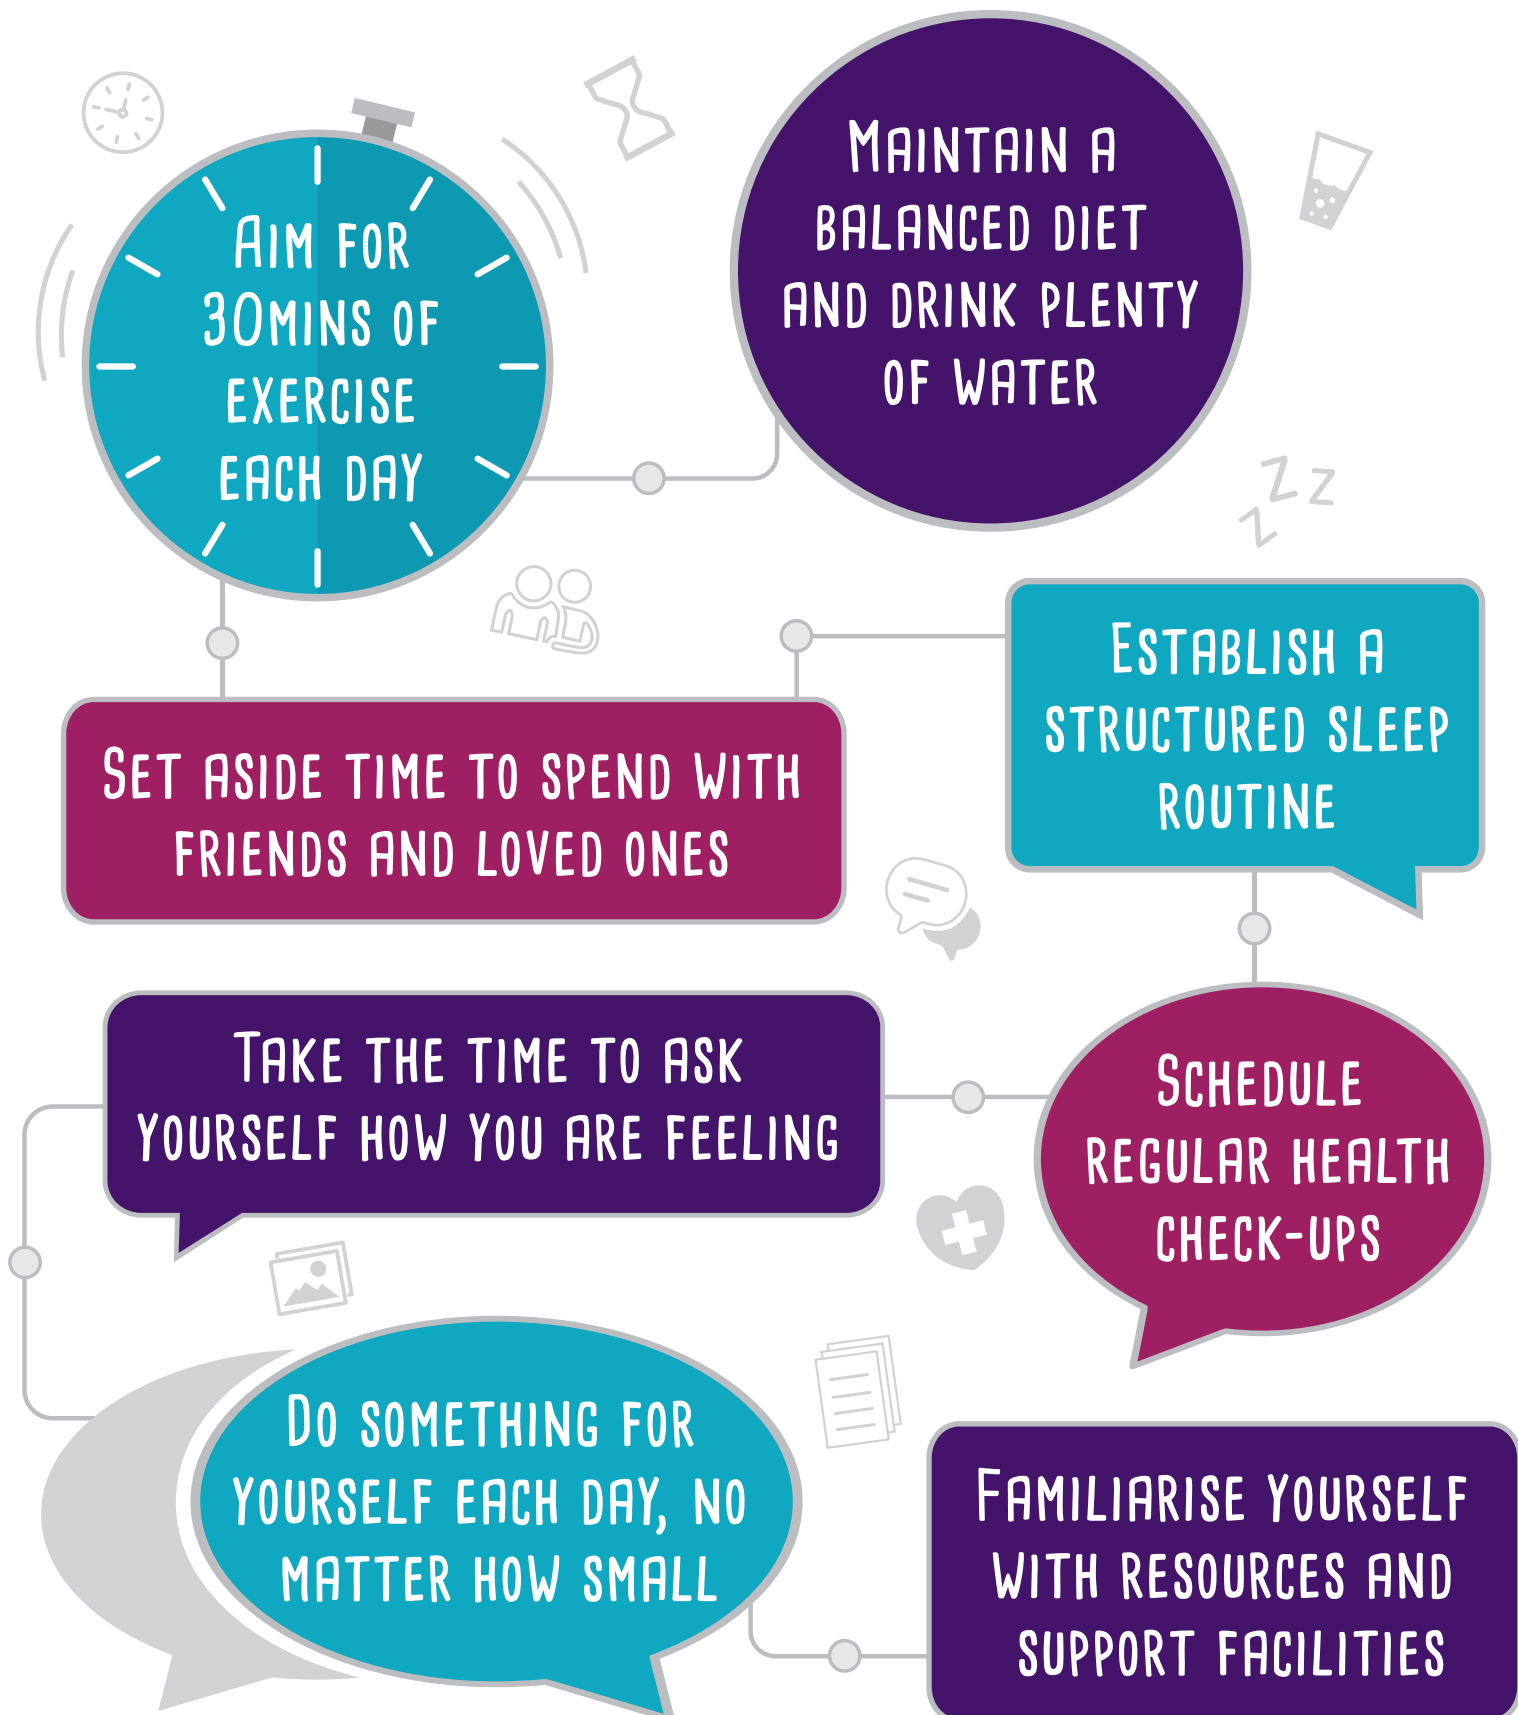 Aim for
30mins of
exercise
each day
Maintain a
balanced diet
and drink plenty
of water
Z z z
Establish a
structured sleep
routine
Set aside time to spend with
friends and loved ones
Take the time to ask
yourself how you are feeling
Schedule
regular health
check-ups
Do something for
yourself each day, no
matter how small
Familiarise yourself
with resources and
support facilities